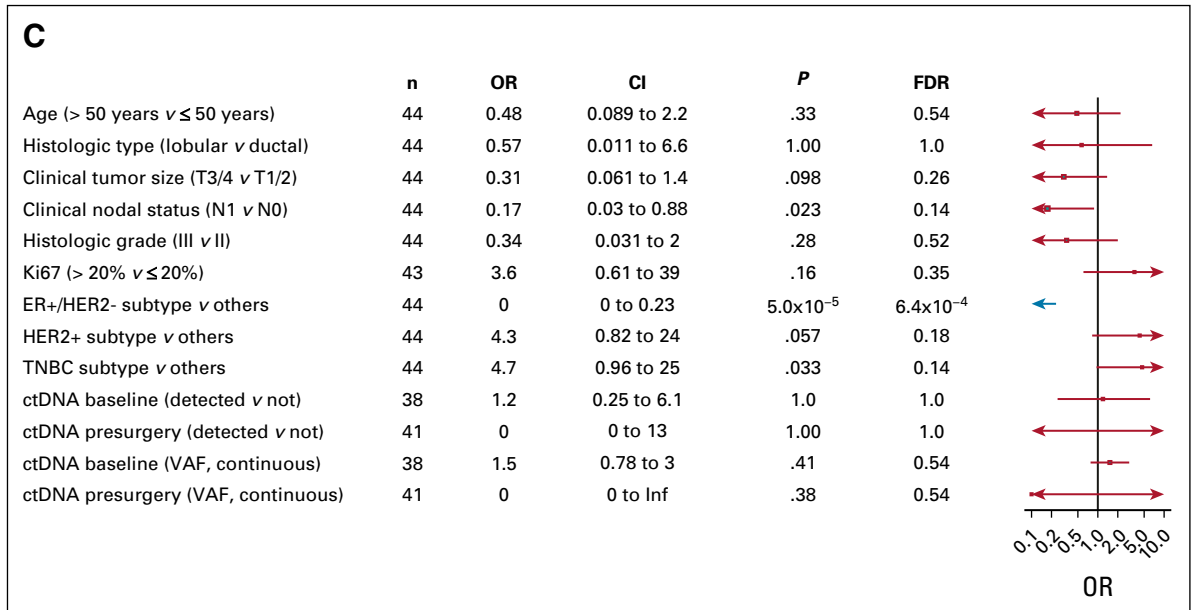 C
n OR CI P FDR
Age (> 50 years v ≤ 50 years) 44 0.48 0.089 to 2.2 .33 0.54
Histologic type (lobular v ductal) 44 0.57 0.011 to 6.6 1.00 1.0
Clinical tumor size (T3/4 v T1/2) 44 0.31 0.061 to 1.4 .098 0.26
Clinical nodal status (N1 v N0) 44 0.17 0.03 to 0.88 .023 0.14
Histologic grade (III v II) 44 0.34 0.031 to 2 .28 0.52
Ki67 (> 20% v ≤ 20%) 43 3.6 0.61 to 39 .16 0.35
ER+/HER2- subtype v others 44 0 0 to 0.23 5.0x10⁻⁵ 6.4x10⁻⁴
HER2+ subtype v others 44 4.3 0.82 to 24 .057 0.18
TNBC subtype v others 44 4.7 0.96 to 25 .033 0.14
ctDNA baseline (detected v not) 38 1.2 0.25 to 6.1 1.0 1.0
ctDNA presurgery (detected v not) 41 0 0 to 13 1.00 1.0
ctDNA baseline (VAF, continuous) 38 1.5 0.78 to 3 .41 0.54
ctDNA presurgery (VAF, continuous) 41 0 0 to Inf .38 0.54
0.1 0.2 0.5 1.0 2.0 5.0 10.0
OR